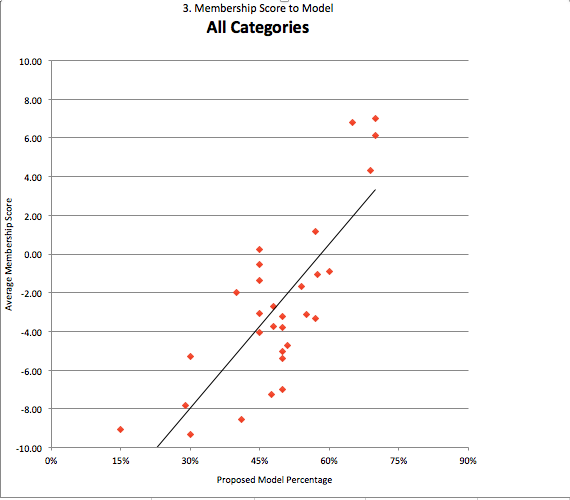 3. Membership Score to Model
All Categories
10.00
8.00
6.00
4.00
2.00
0.00
-2.00
-4.00
-6.00
-8.00
-10.00
Average Membership Score
0% 15% 30% 45% 60% 75% 90%
Proposed Model Percentage